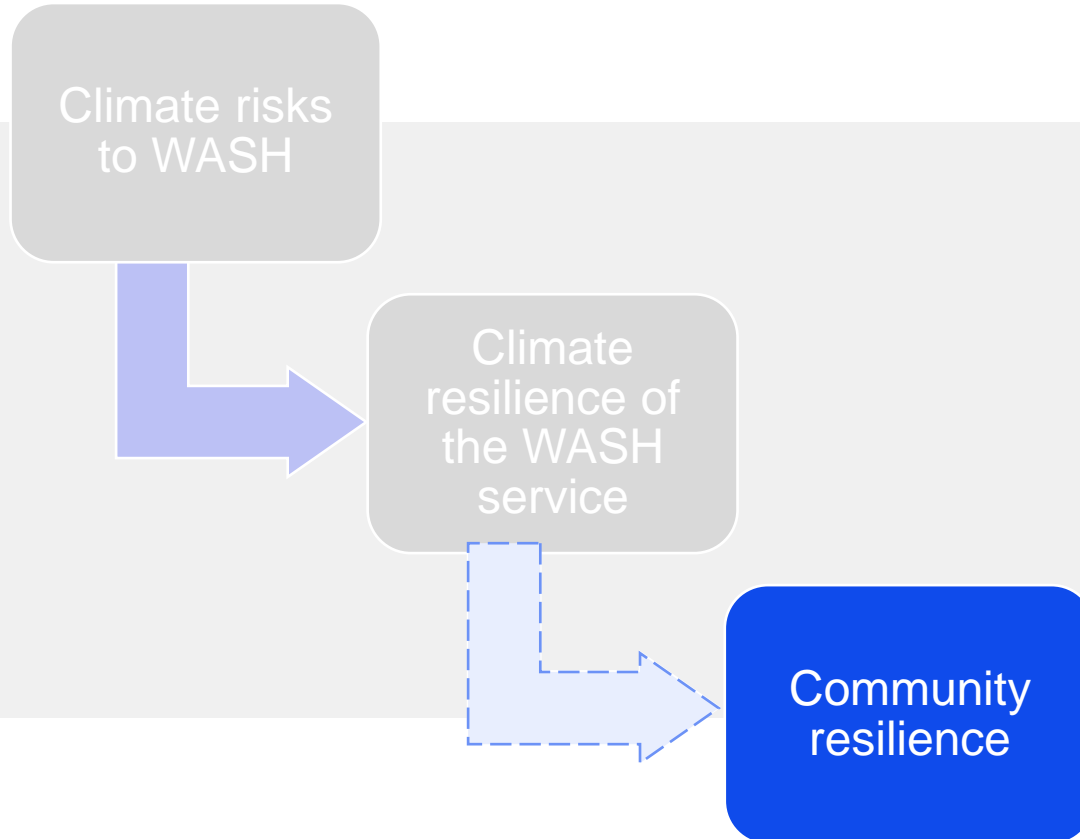 Climate risks
to WASH
Climate
resilience of
the WASH
service
Community
resilience